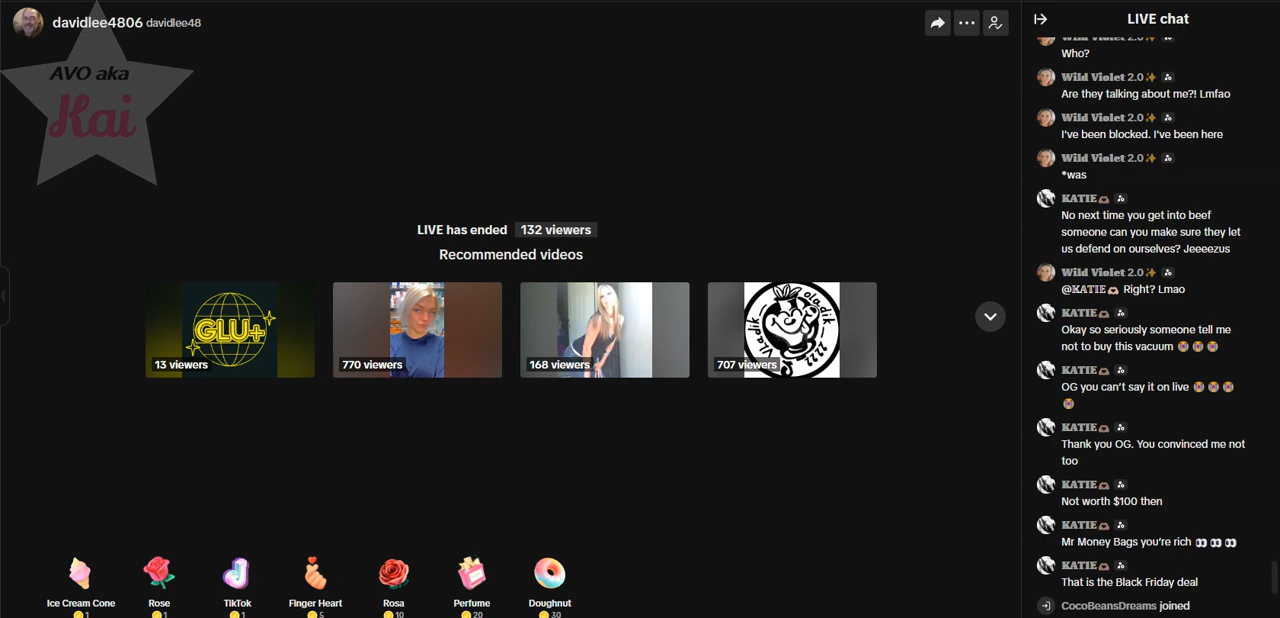 davidlee4806 davidlee48
AVO aka
Kai
LIVE has ended 132 viewers
Recommended videos
GLU+
13 viewers
770 viewers
168 viewers
Vladik oladik
707 viewers
Ice Cream Cone
1
Rose
1
TikTok
1
Finger Heart
5
Rosa
10
Perfume
20
Doughnut
30
LIVE chat
Wild Violet 2.0✨
Who?
Wild Violet 2.0✨
Are they talking about me?! Lmfao
Wild Violet 2.0✨
I've been blocked. I've been here
Wild Violet 2.0✨
*was
KATIE
No next time you get into beef
someone can you make sure they let
us defend on ourselves? Jeeeezus
Wild Violet 2.0✨
@KATIE Right? Lmao
KATIE
Okay so seriously someone tell me
not to buy this vacuum 😭 😭 😭
KATIE
OG you can't say it on live 😭 😭 😭
😭
KATIE
Thank you OG. You convinced me not
too
KATIE
Not worth $100 then
KATIE
Mr Money Bags you're rich 👀 👀 👀
KATIE
That is the Black Friday deal
CocoBeansDreams joined